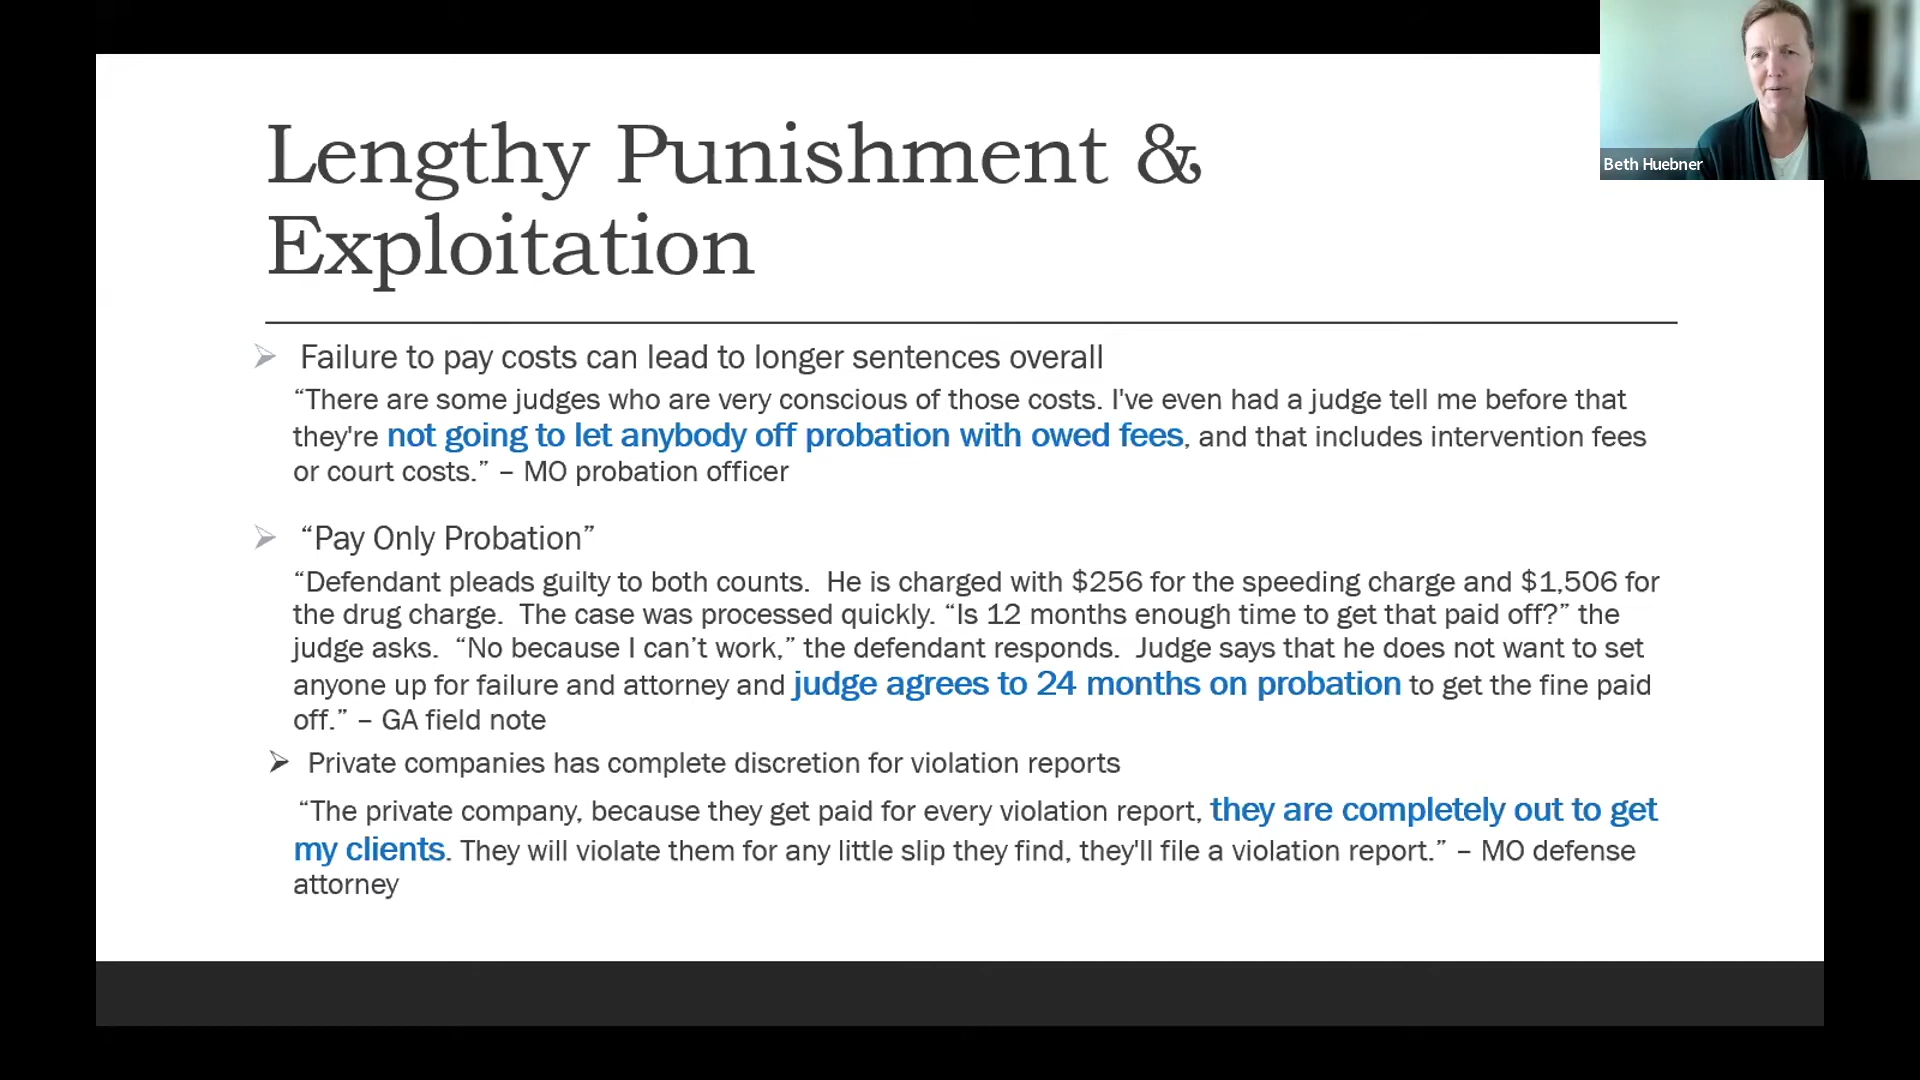 Beth Huebner
Lengthy Punishment &
Exploitation
Failure to pay costs can lead to longer sentences overall
“There are some judges who are very conscious of those costs. I've even had a judge tell me before that
they're not going to let anybody off probation with owed fees, and that includes intervention fees
or court costs.” – MO probation officer
“Pay Only Probation”
“Defendant pleads guilty to both counts.  He is charged with $256 for the speeding charge and $1,506 for
the drug charge.  The case was processed quickly. “Is 12 months enough time to get that paid off?” the
judge asks.  “No because I can’t work,” the defendant responds.  Judge says that he does not want to set
anyone up for failure and attorney and judge agrees to 24 months on probation to get the fine paid
off.” – GA field note
Private companies has complete discretion for violation reports
“The private company, because they get paid for every violation report, they are completely out to get
my clients. They will violate them for any little slip they find, they'll file a violation report.” – MO defense
attorney